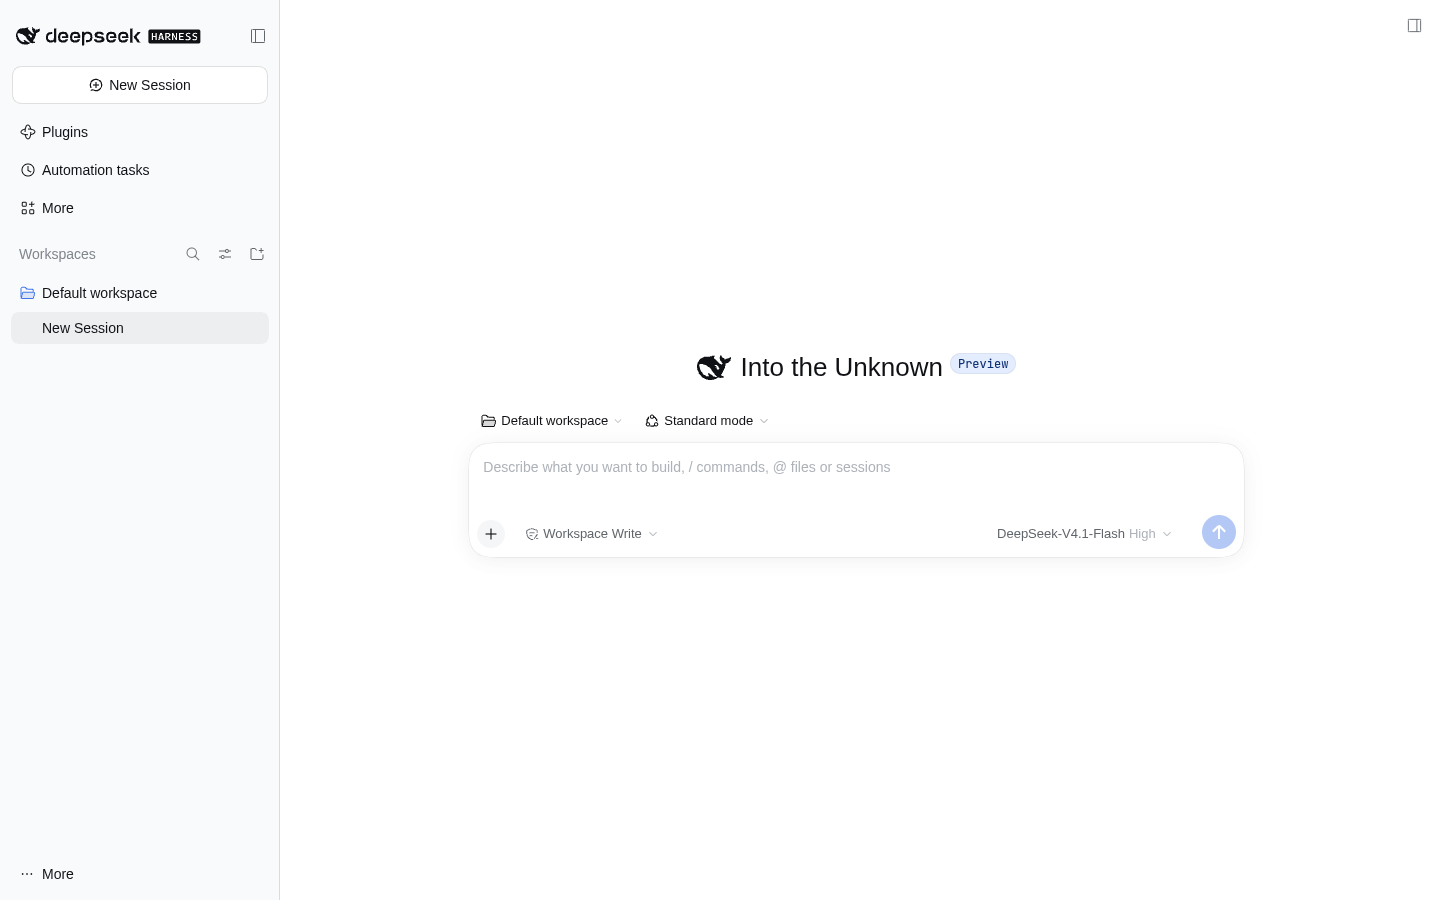 deepseek HARNESS
New Session
Plugins
Automation tasks
More
Workspaces
Default workspace
New Session
More
Into the Unknown Preview
Default workspace Standard mode
Describe what you want to build, / commands, @ files or sessions
Workspace Write DeepSeek-V4.1-Flash High